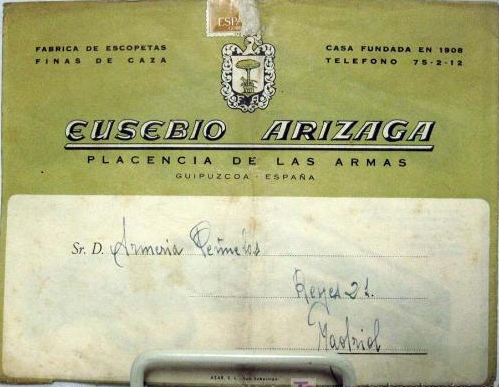 ESPAÑA
FABRICA DE ESCOPETAS
FINAS DE CAZA
CASA FUNDADA EN 1908
TELEFONO 75-2-12
EUSEBIO ARIZAGA
PLACENCIA DE LAS ARMAS
GUIPUZCOA - ESPAÑA
Sr. D. Armeria
Reyes 21.
Madrid